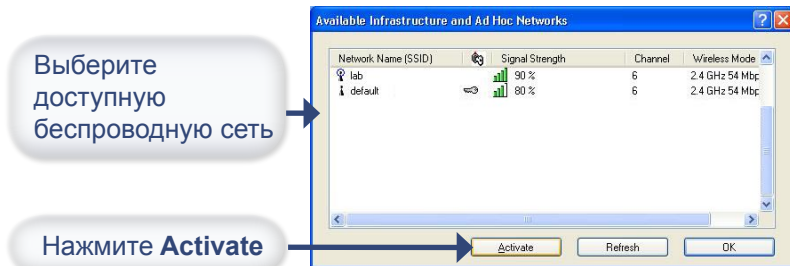 Available Infrastructure and Ad Hoc Networks
Выберите
доступную
беспроводную сеть
Network Name (SSID) Signal Strength Channel Wireless Mode
lab 90 % 6 2.4 GHz 54 Mbp
default 80 % 6 2.4 GHz 54 Mbp
Нажмите Activate
Activate Refresh OK